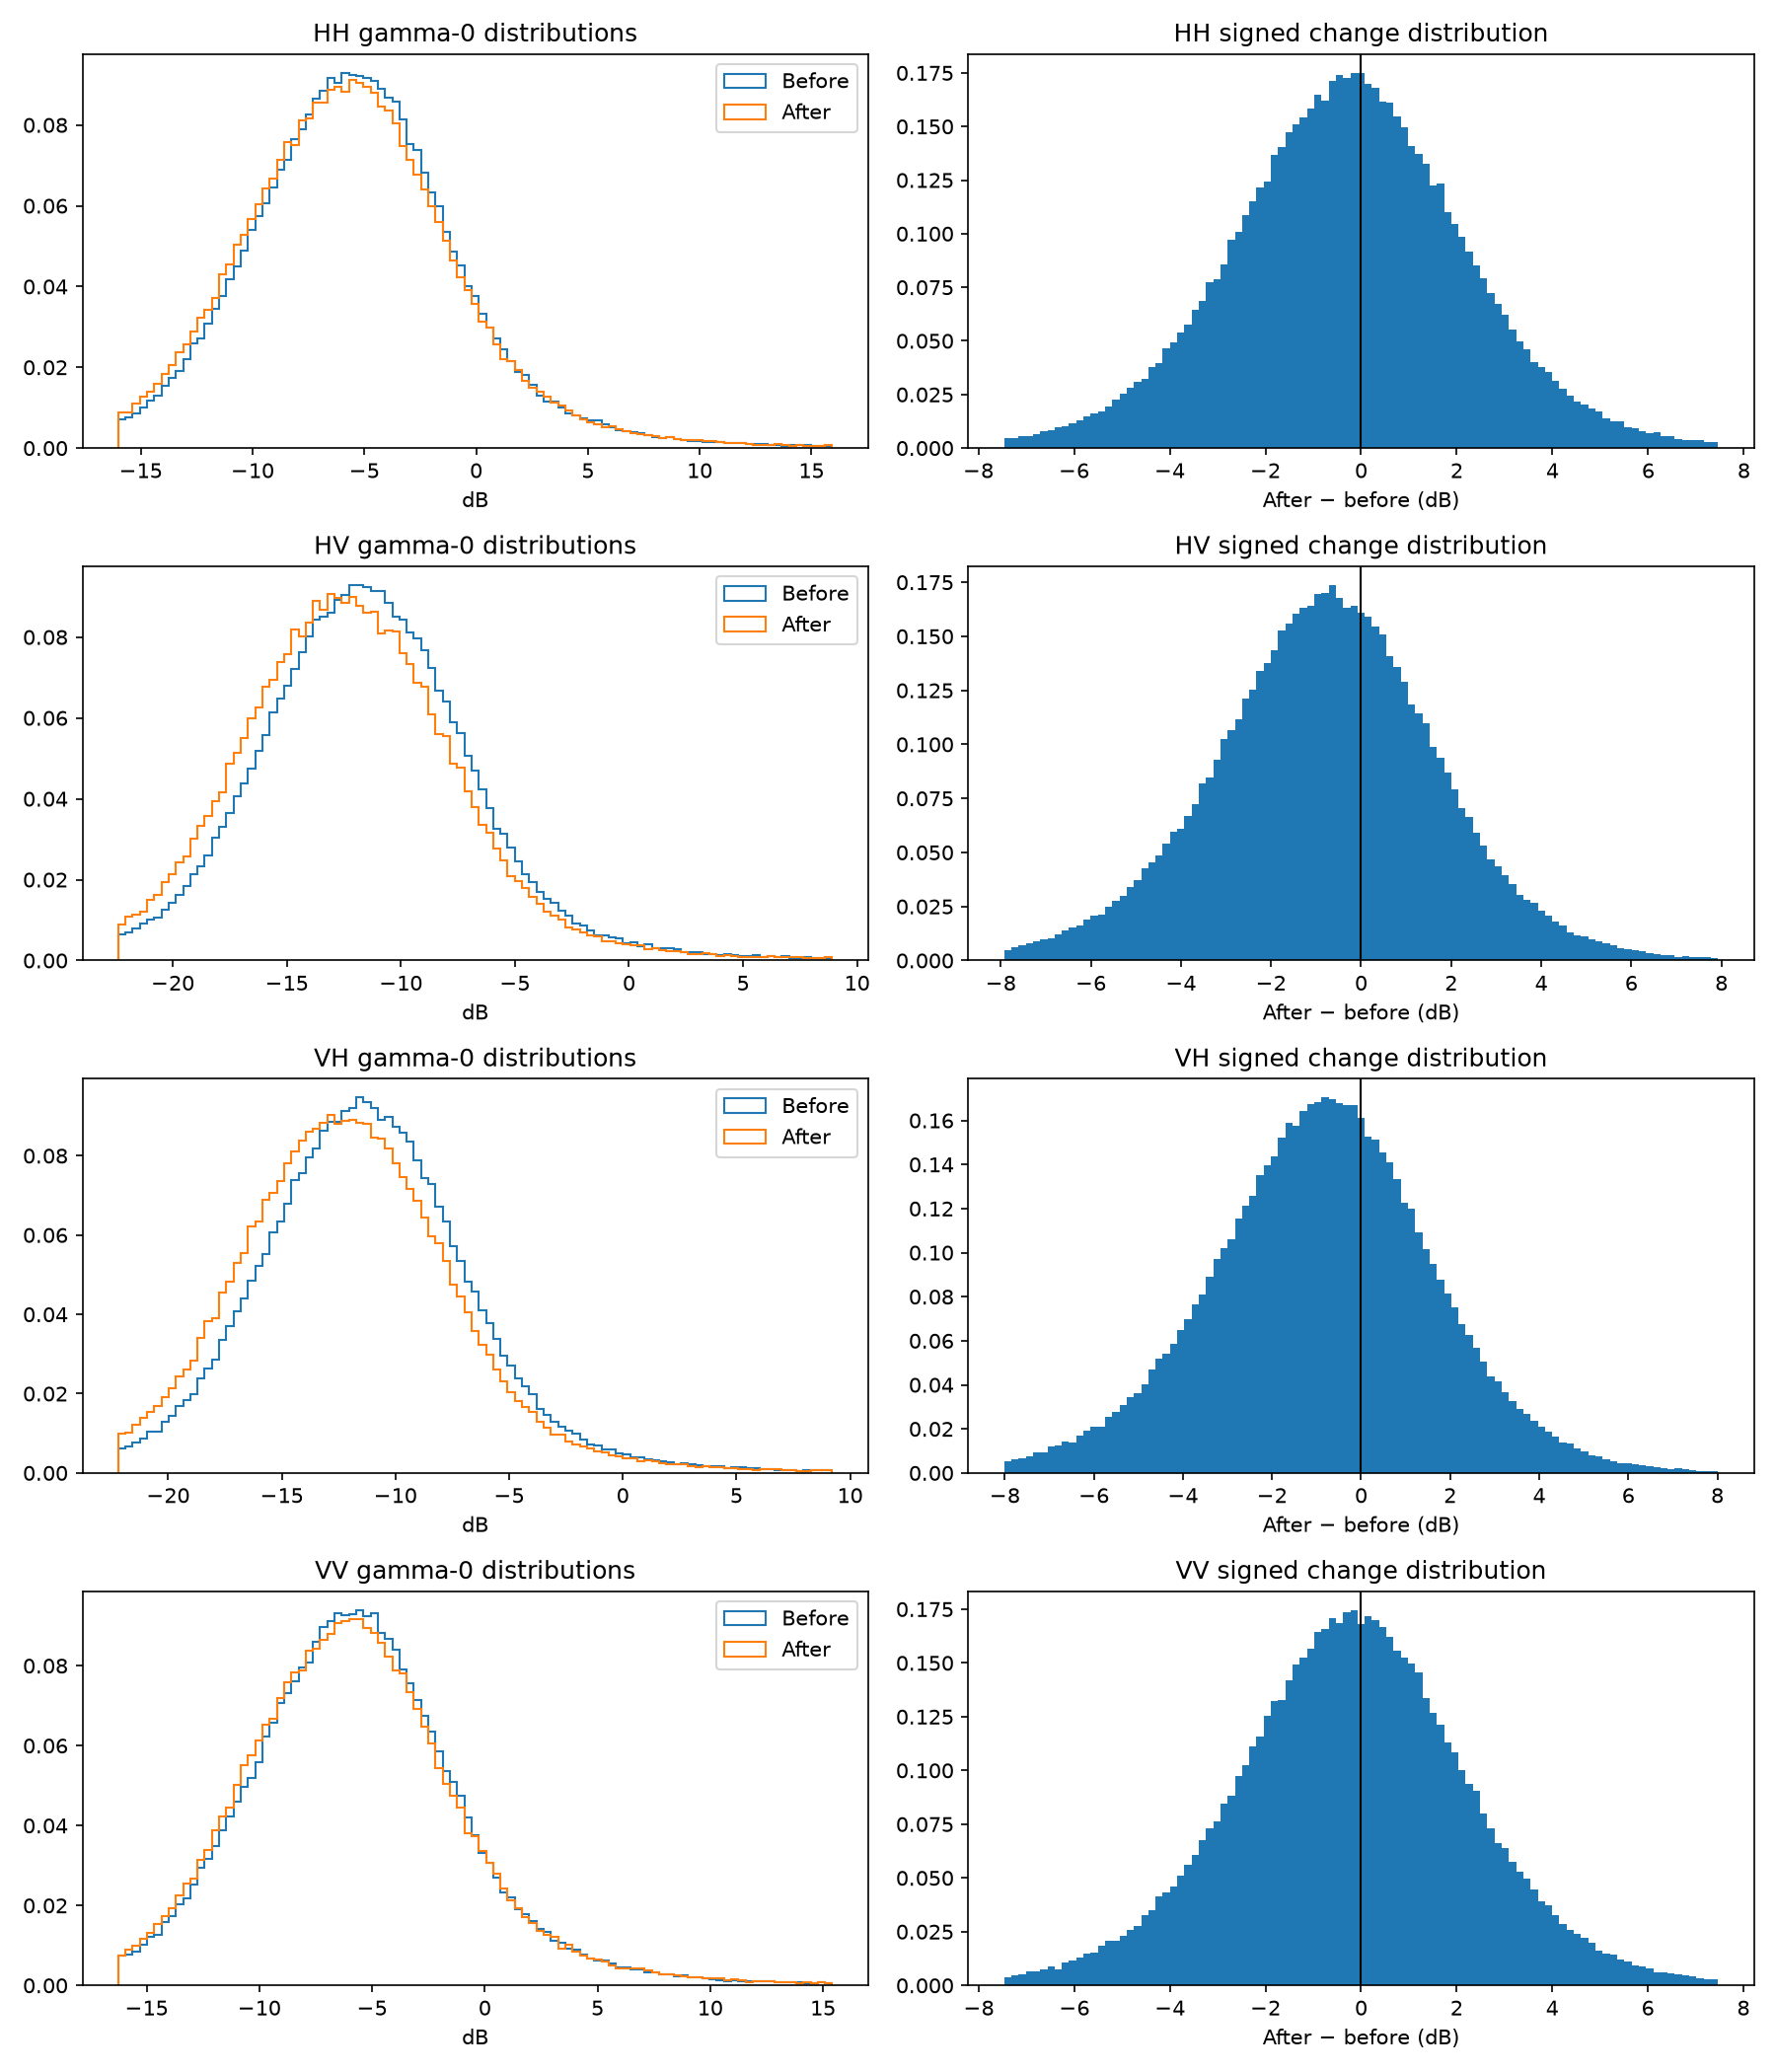 HH gamma-0 distributions
0.08
0.06
0.04
0.02
0.00
Before
After
−15 −10 −5 0 5 10 15
dB
HH signed change distribution
0.175
0.150
0.125
0.100
0.075
0.050
0.025
0.000
−8 −6 −4 −2 0 2 4 6 8
After − before (dB)
HV gamma-0 distributions
0.08
0.06
0.04
0.02
0.00
Before
After
−20 −15 −10 −5 0 5 10
dB
HV signed change distribution
0.175
0.150
0.125
0.100
0.075
0.050
0.025
0.000
−8 −6 −4 −2 0 2 4 6 8
After − before (dB)
VH gamma-0 distributions
0.08
0.06
0.04
0.02
0.00
Before
After
−20 −15 −10 −5 0 5 10
dB
VH signed change distribution
0.16
0.14
0.12
0.10
0.08
0.06
0.04
0.02
0.00
−8 −6 −4 −2 0 2 4 6 8
After − before (dB)
VV gamma-0 distributions
0.08
0.06
0.04
0.02
0.00
Before
After
−15 −10 −5 0 5 10 15
dB
VV signed change distribution
0.175
0.150
0.125
0.100
0.075
0.050
0.025
0.000
−8 −6 −4 −2 0 2 4 6 8
After − before (dB)